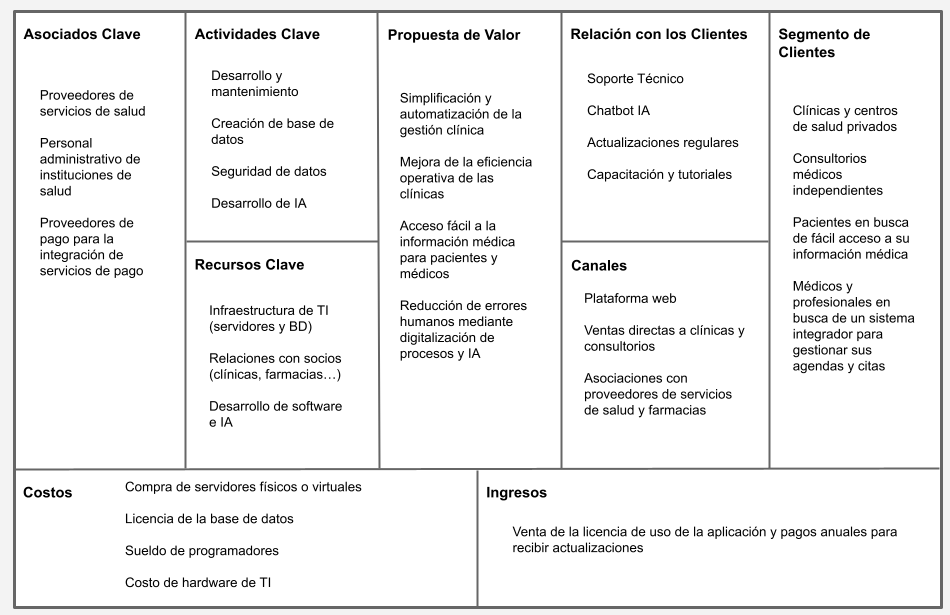 Asociados Clave
Proveedores de
servicios de salud
Personal
administrativo de
instituciones de
salud
Proveedores de
pago para la
integración de
servicios de pago
Actividades Clave
Desarrollo y
mantenimiento
Creación de base de
datos
Seguridad de datos
Desarrollo de IA
Recursos Clave
Infraestructura de TI
(servidores y BD)
Relaciones con socios
(clínicas, farmacias…)
Desarrollo de software
e IA
Propuesta de Valor
Simplificación y
automatización de la
gestión clínica
Mejora de la eficiencia
operativa de las
clínicas
Acceso fácil a la
información médica
para pacientes y
médicos
Reducción de errores
humanos mediante
digitalización de
procesos y IA
Relación con los Clientes
Soporte Técnico
Chatbot IA
Actualizaciones regulares
Capacitación y tutoriales
Canales
Plataforma web
Ventas directas a clínicas y
consultorios
Asociaciones con
proveedores de servicios
de salud y farmacias
Segmento de
Clientes
Clínicas y centros
de salud privados
Consultorios
médicos
independientes
Pacientes en busca
de fácil acceso a su
información médica
Médicos y
profesionales en
busca de un sistema
integrador para
gestionar sus
agendas y citas
Costos
Compra de servidores físicos o virtuales
Licencia de la base de datos
Sueldo de programadores
Costo de hardware de TI
Ingresos
Venta de la licencia de uso de la aplicación y pagos anuales para
recibir actualizaciones